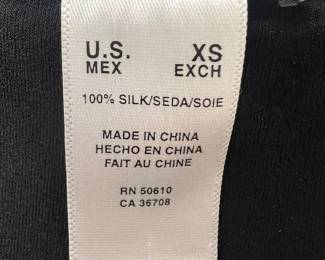 U.S. XS
MEX EXCH
100% SILK/SEDA/SOIE
MADE IN CHINA
HECHO EN CHINA
FAIT AU CHINE
RN 50610
CA 36708